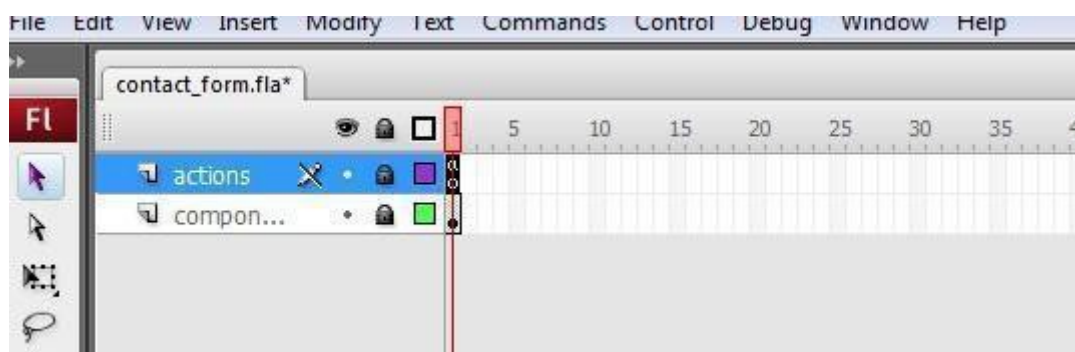 File Edit View Insert Modify Text Commands Control Debug Window Help
contact_form.fla*
Fl
1 5 10 15 20 25 30 35
actions
compon...